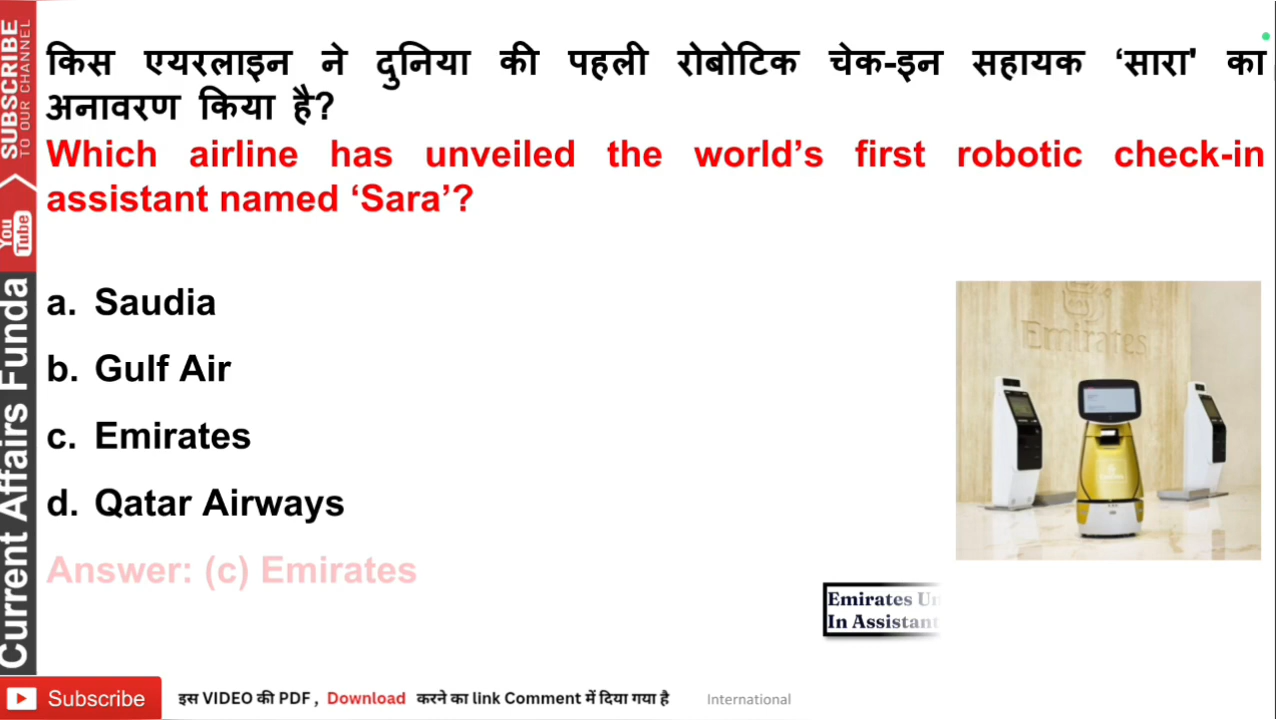 किस एयरलाइन ने दुनिया की पहली रोबोटिक चेक-इन सहायक ‘सारा' का
अनावरण किया है?
Which airline has unveiled the world’s first robotic check-in
assistant named ‘Sara’?
a. Saudia
b. Gulf Air
c. Emirates
d. Qatar Airways
Answer: (c) Emirates
Emirates
Emirates Un
In Assistant
SUBSCRIBE
TO OUR CHANNEL
You
Tube
Current Affairs Funda
Subscribe
इस VIDEO की PDF , Download करने का link Comment में दिया गया है
International